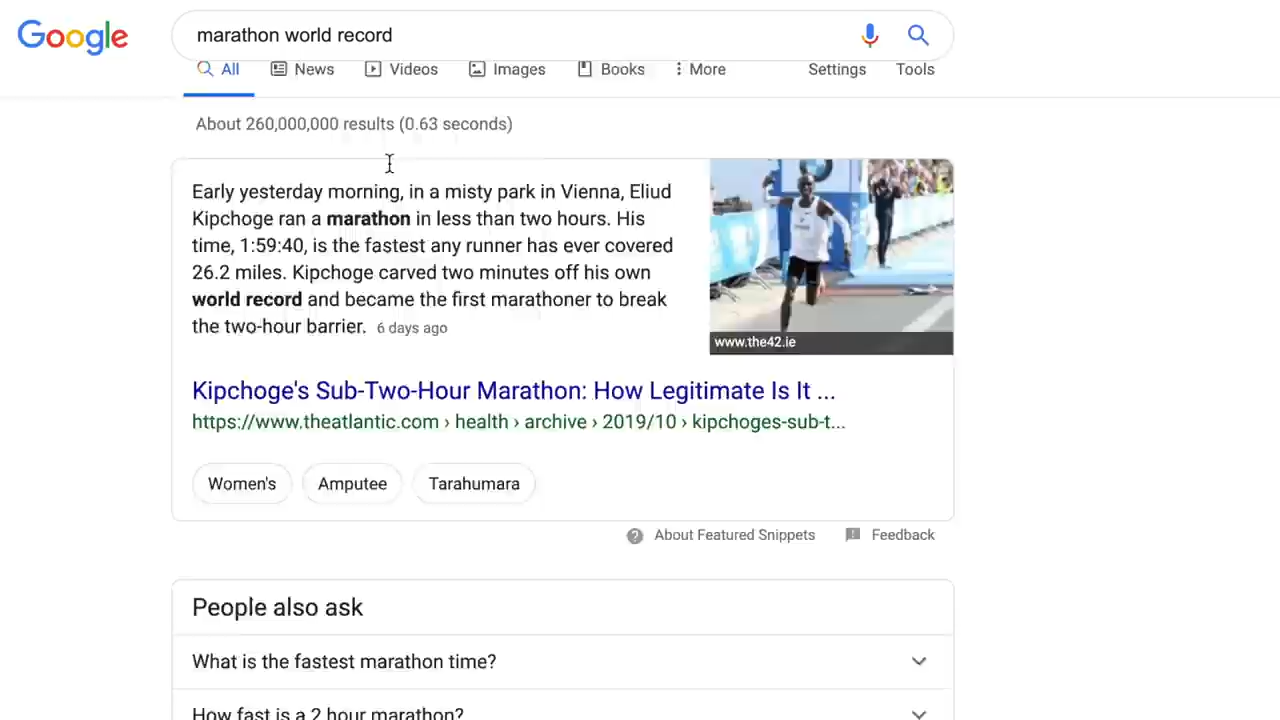 Google
marathon world record
All News Videos Images Books More Settings Tools
About 260,000,000 results (0.63 seconds)
Early yesterday morning, in a misty park in Vienna, Eliud
Kipchoge ran a marathon in less than two hours. His
time, 1:59:40, is the fastest any runner has ever covered
26.2 miles. Kipchoge carved two minutes off his own
world record and became the first marathoner to break
the two-hour barrier. 6 days ago
www.the42.ie
Kipchoge's Sub-Two-Hour Marathon: How Legitimate Is It ...
https://www.theatlantic.com › health › archive › 2019/10 › kipchoges-sub-t...
Women's Amputee Tarahumara
About Featured Snippets Feedback
People also ask
What is the fastest marathon time?
How fast is a 2 hour marathon?